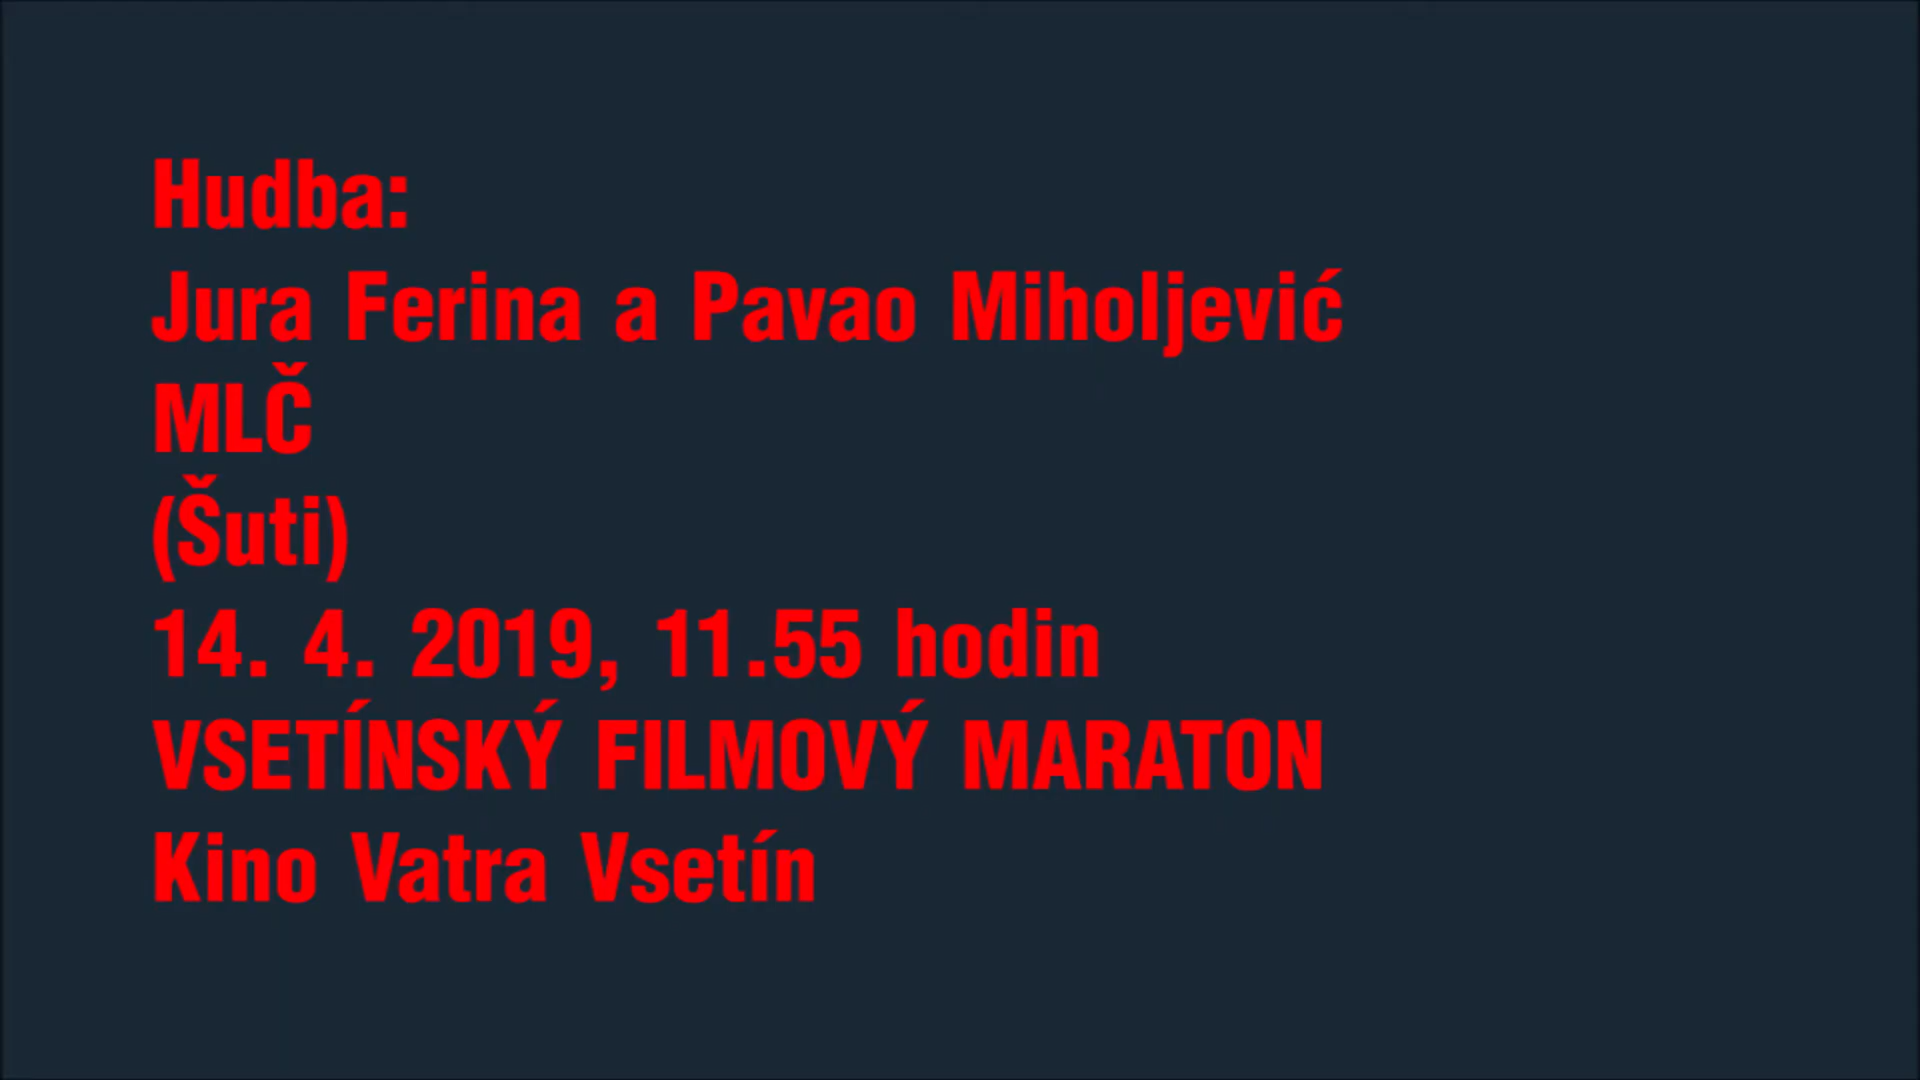 Hudba:
Jura Ferina a Pavao Miholjević
MLČ
(Šuti)
14. 4. 2019, 11.55 hodin
VSETÍNSKÝ FILMOVÝ MARATON
Kino Vatra Vsetín